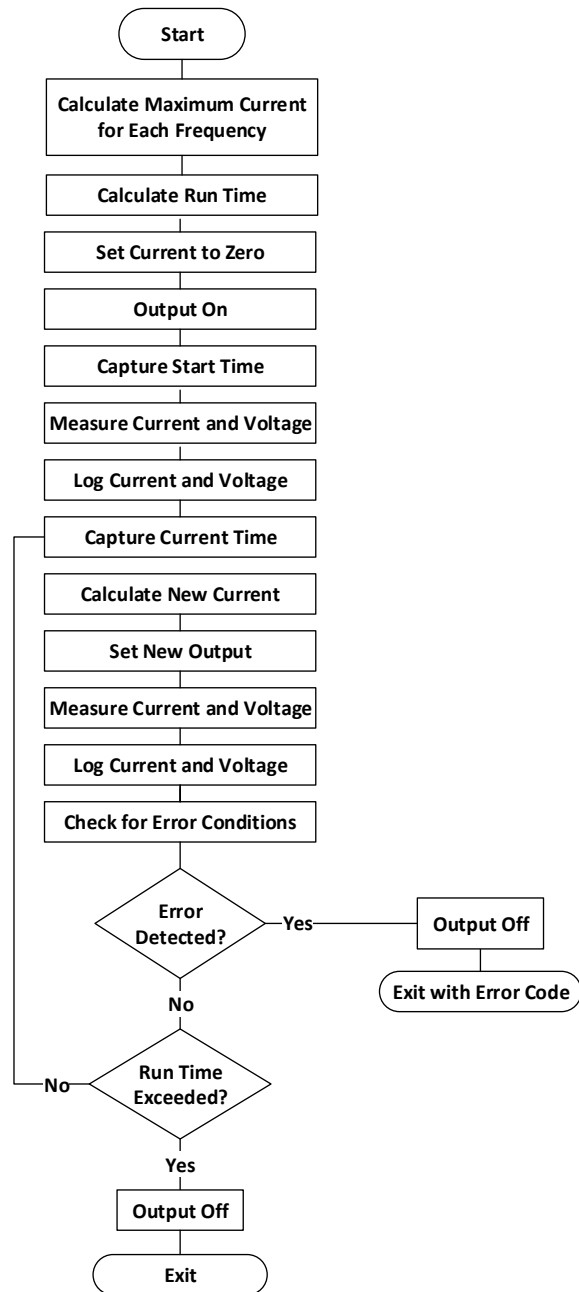 Start
Calculate Maximum Current
for Each Frequency
Calculate Run Time
Set Current to Zero
Output On
Capture Start Time
Measure Current and Voltage
Log Current and Voltage
Capture Current Time
Calculate New Current
Set New Output
Measure Current and Voltage
Log Current and Voltage
Check for Error Conditions
Error
Detected?
Yes
Output Off
Exit with Error Code
No
Run Time
Exceeded?
No
Yes
Output Off
Exit